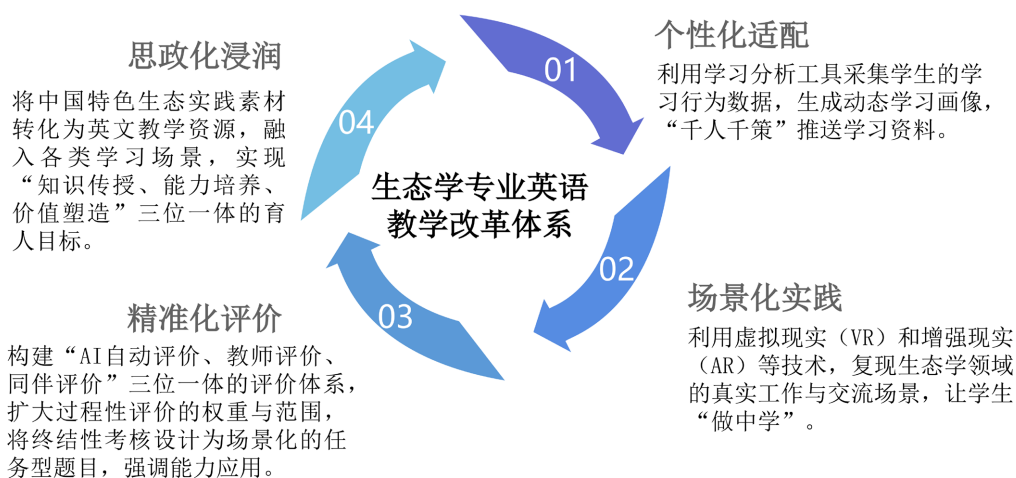 生态学专业英语
教学改革体系
01
个性化适配
利用学习分析工具采集学生的学
习行为数据，生成动态学习画像，
“千人千策”推送学习资料。
02
场景化实践
利用虚拟现实（VR）和增强现实
（AR）等技术，复现生态学领域
的真实工作与交流场景，让学生
“做中学”。
03
精准化评价
构建“AI自动评价、教师评价、
同伴评价”三位一体的评价体系，
扩大过程性评价的权重与范围，
将终结性考核设计为场景化的任
务型题目，强调能力应用。
04
思政化浸润
将中国特色生态实践素材
转化为英文教学资源，融
入各类学习场景，实现
“知识传授、能力培养、
价值塑造”三位一体的育
人目标。